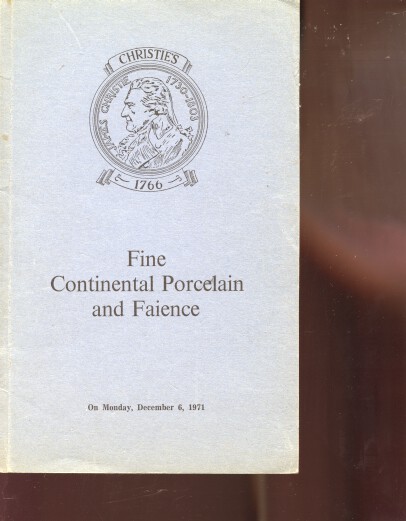 CHRISTIE'S
JAMES CHRISTIE 1730-1803
1766
Fine
Continental Porcelain
and Faience
On Monday, December 6, 1971